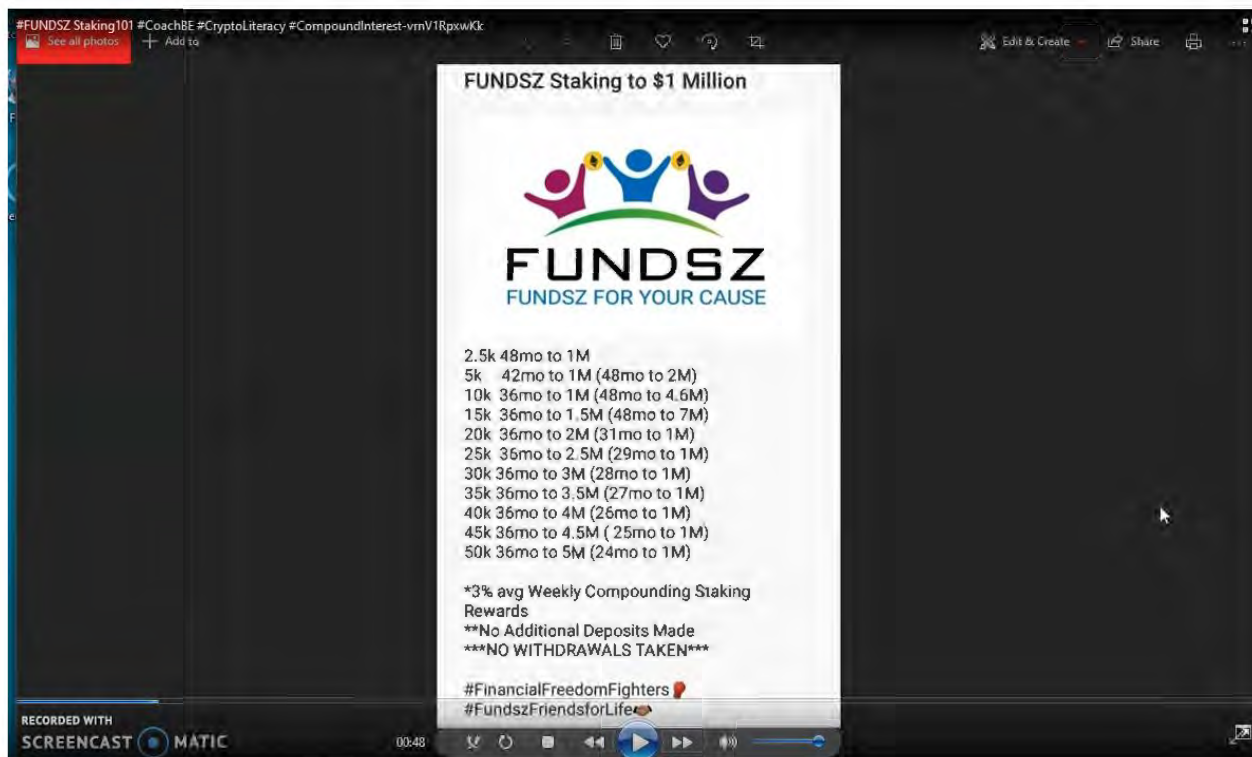 #FUNDSZ Staking101 #CoachBE #CryptoLiteracy #CompoundInterest-vrnV1RpxwKk
See all photos + Add to
Edit & Create Share
FUNDSZ Staking to $1 Million
FUNDSZ
FUNDSZ FOR YOUR CAUSE
2.5k 48mo to 1M
5k 42mo to 1M (48mo to 2M)
10k 36mo to 1M (48mo to 4.6M)
15k 36mo to 1.5M (48mo to 7M)
20k 36mo to 2M (31mo to 1M)
25k 36mo to 2.5M (29mo to 1M)
30k 36mo to 3M (28mo to 1M)
35k 36mo to 3.5M (27mo to 1M)
40k 36mo to 4M (26mo to 1M)
45k 36mo to 4.5M ( 25mo to 1M)
50k 36mo to 5M (24mo to 1M)
*3% avg Weekly Compounding Staking
Rewards
**No Additional Deposits Made
***NO WITHDRAWALS TAKEN***
#FinancialFreedomFighters
#FundszFriendsforLife
RECORDED WITH
SCREENCAST MATIC
00:48